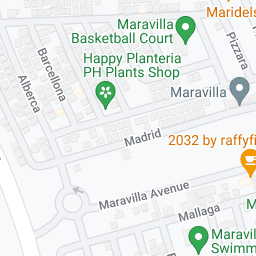 Maravilla
Basketball Court
Maridels
Pizzara
Barcellona
Happy Planteria
PH Plants Shop
Alberca
Maravilla
Madrid
2032 by raffyfi
Maravilla Avenue
Mallaga
Maravil
Swimm